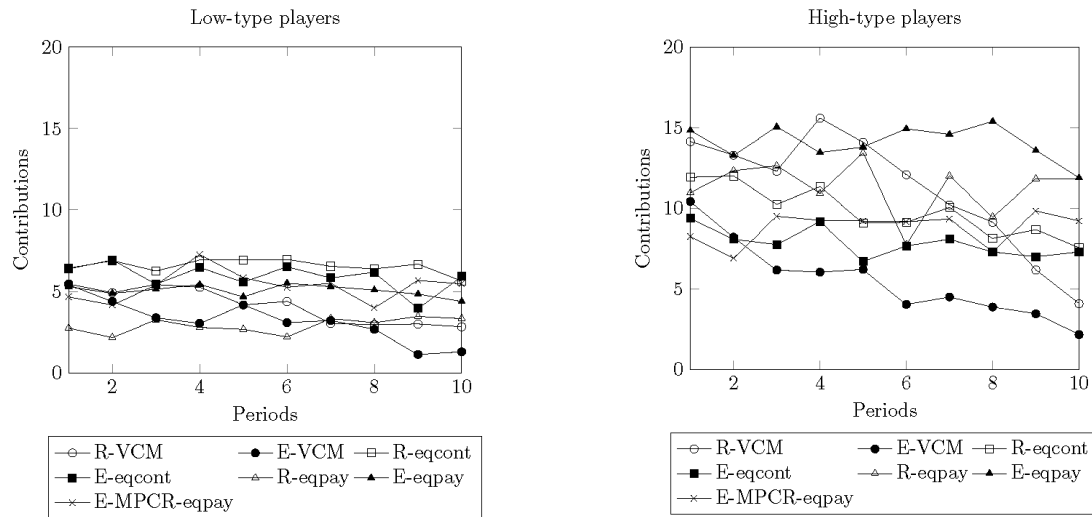 Low-type players
20
15
10
5
0
2
4
6
8
10
Contributions
Periods
R-VCM
E-VCM
R-eqcont
E-eqcont
R-eqpay
E-eqpay
E-MPCR-eqpay
High-type players
20
15
10
5
0
2
4
6
8
10
Contributions
Periods
R-VCM
E-VCM
R-eqcont
E-eqcont
R-eqpay
E-eqpay
E-MPCR-eqpay